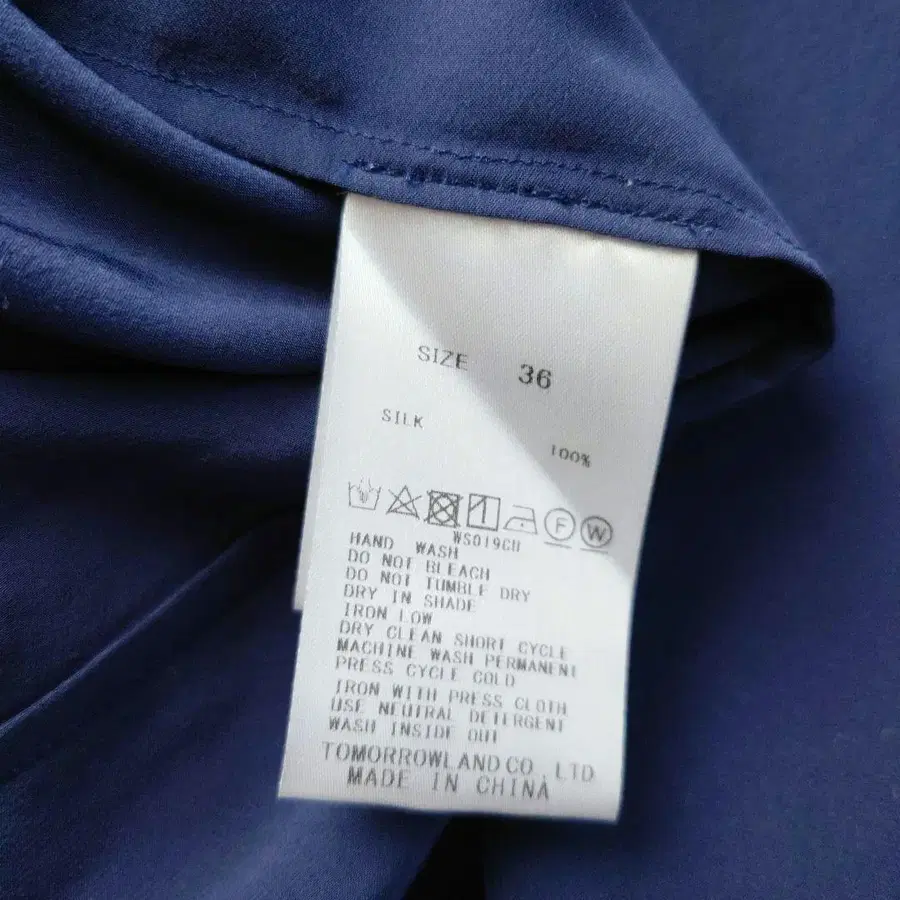 SIZE 36
SILK
100%
F W
WS019CU
HAND WASH
DO NOT BLEACH
DO NOT TUMBLE DRY
DRY IN SHADE
IRON LOW
DRY CLEAN SHORT CYCLE
MACHINE WASH PERMANENT
PRESS CYCLE COLD
IRON WITH PRESS CLOTH
USE NEUTRAL DETERGENT
WASH INSIDE OUT
TOMORROWLAND CO., LTD
MADE IN CHINA